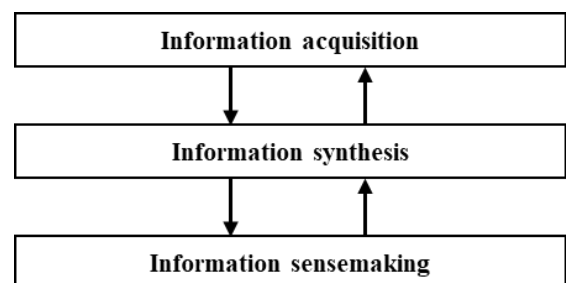 Information acquisition
Information synthesis
Information sensemaking